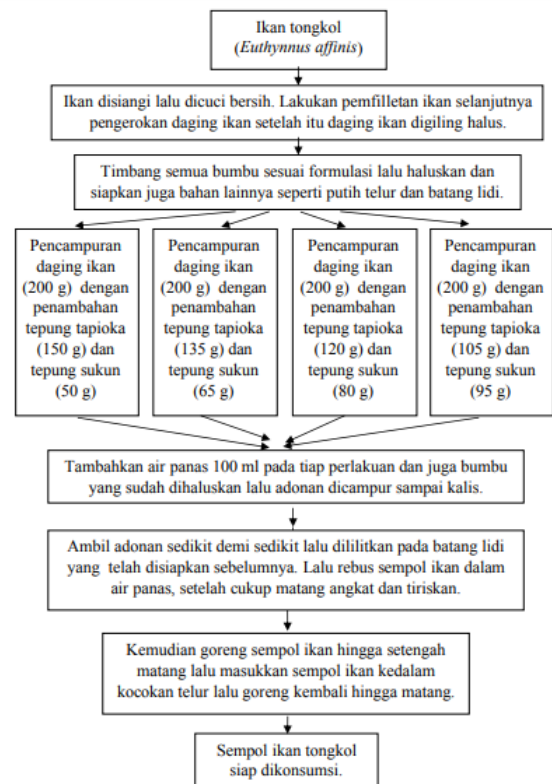 Ikan tongkol
(Euthynnus affinis)
Ikan disiangi lalu dicuci bersih. Lakukan pemfilletan ikan selanjutnya
pengerokan daging ikan setelah itu daging ikan digiling halus.
Timbang semua bumbu sesuai formulasi lalu haluskan dan
siapkan juga bahan lainnya seperti putih telur dan batang lidi.
Pencampuran
daging ikan
(200 g) dengan
penambahan
tepung tapioka
(150 g) dan
tepung sukun
(50 g)
Pencampuran
daging ikan
(200 g) dengan
penambahan
tepung tapioka
(135 g) dan
tepung sukun
(65 g)
Pencampuran
daging ikan
(200 g) dengan
penambahan
tepung tapioka
(120 g) dan
tepung sukun
(80 g)
Pencampuran
daging ikan
(200 g) dengan
penambahan
tepung tapioka
(105 g) dan
tepung sukun
(95 g)
Tambahkan air panas 100 ml pada tiap perlakuan dan juga bumbu
yang sudah dihaluskan lalu adonan dicampur sampai kalis.
Ambil adonan sedikit demi sedikit lalu dililitkan pada batang lidi
yang telah disiapkan sebelumnya. Lalu rebus sempol ikan dalam
air panas, setelah cukup matang angkat dan tiriskan.
Kemudian goreng sempol ikan hingga setengah
matang lalu masukkan sempol ikan kedalam
kocokan telur lalu goreng kembali hingga matang.
Sempol ikan tongkol
siap dikonsumsi.